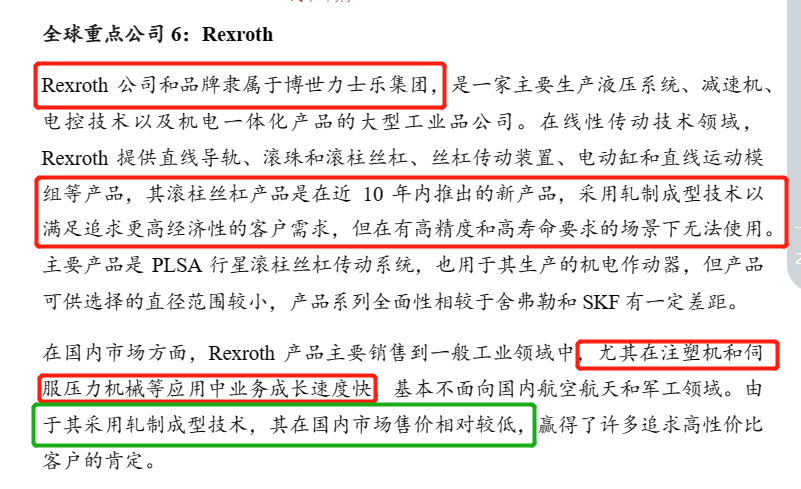 全球重点公司 6：Rexroth
Rexroth 公司和品牌隶属于博世力士乐集团，是一家主要生产液压系统、减速机、
电控技术以及机电一体化产品的大型工业品公司。在线性传动技术领域，
Rexroth 提供直线导轨、滚珠和滚柱丝杠、丝杠传动装置、电动缸和直线运动模
组等产品，其滚柱丝杠产品是在近 10 年内推出的新产品，采用轧制成型技术以
满足追求更高经济性的客户需求，但在有高精度和高寿命要求的场景下无法使用。
主要产品是 PLSA 行星滚柱丝杠传动系统，也用于其生产的机电作动器，但产品
可供选择的直径范围较小，产品系列全面性相较于舍弗勒和 SKF 有一定差距。
在国内市场方面，Rexroth 产品主要销售到一般工业领域中，尤其在注塑机和伺
服压力机械等应用中业务成长速度快，基本不面向国内航空航天和军工领域。由
于其采用轧制成型技术，其在国内市场售价相对较低，赢得了许多追求高性价比
客户的肯定。